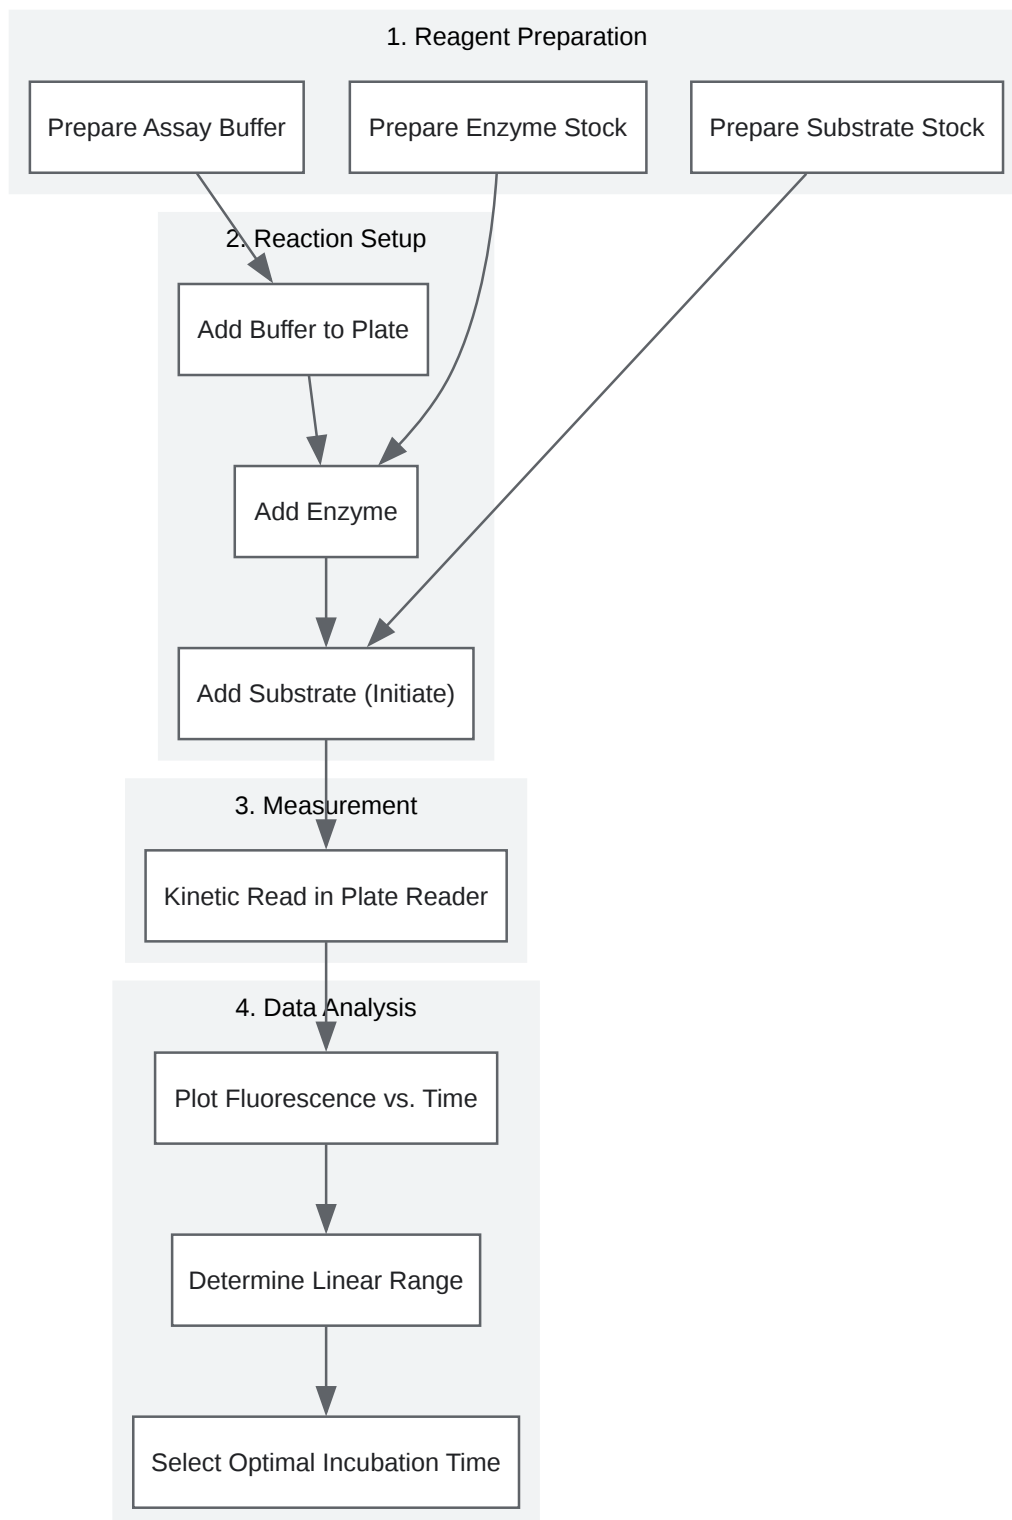 1. Reagent Preparation
Prepare Assay Buffer
Prepare Enzyme Stock
Prepare Substrate Stock
2. Reaction Setup
Add Buffer to Plate
Add Enzyme
Add Substrate (Initiate)
3. Measurement
Kinetic Read in Plate Reader
4. Data Analysis
Plot Fluorescence vs. Time
Determine Linear Range
Select Optimal Incubation Time